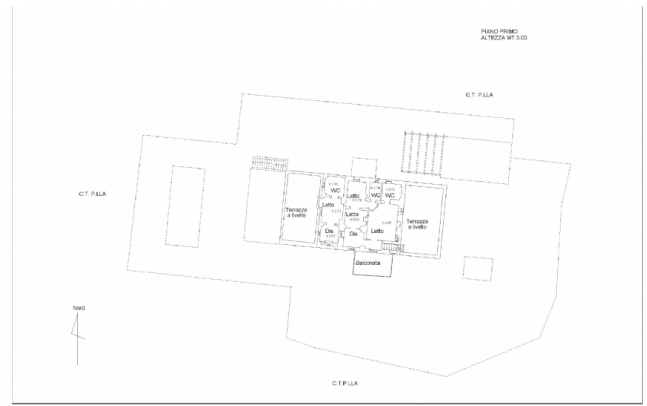 PIANO PRIMO
ALTEZZA MT 3.00
C.T. P.LLA
C.T. P.LLA
WC
Letto
WC
WC
Letto
Terrazza
a livello
Letto
Terrazza
a livello
Dis.
Dis.
Letto
Balconata
Nord
C.T.P.LLA